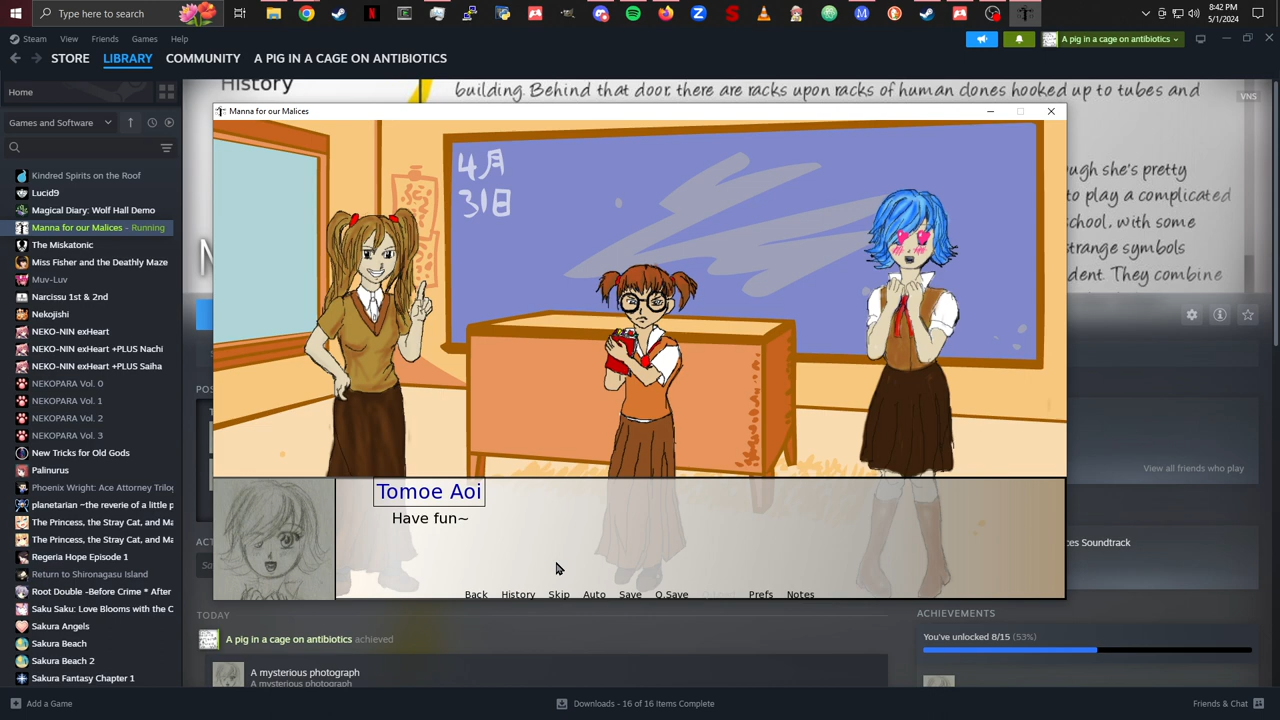 8:42 PM
5/1/2024
Steam View Friends Games Help
A pig in a cage on antibiotics
STORE LIBRARY COMMUNITY A PIG IN A CAGE ON ANTIBIOTICS
Home
Games and Software
Kindred Spirits on the Roof
Lucid9
Magical Diary: Wolf Hall Demo
Manna for our Malices - Running
The Miskatonic
Miss Fisher and the Deathly Maze
Muv-Luv
Narcissu 1st & 2nd
Nekojishi
NEKO-NIN exHeart
NEKO-NIN exHeart +PLUS Nachi
NEKO-NIN exHeart +PLUS Saiha
NEKOPARA Vol. 0
NEKOPARA Vol. 1
NEKOPARA Vol. 2
NEKOPARA Vol. 3
New Tricks for Old Gods
Palinurus
Phoenix Wright: Ace Attorney Trilog
planetarian ~the reverie of a little p
The Princess, the Stray Cat, and Ma
The Princess, the Stray Cat, and Ma
Regeria Hope Episode 1
Return to Shironagasu Island
Root Double -Before Crime * After
Saku Saku: Love Blooms with the C
Sakura Angels
Sakura Beach
Sakura Beach 2
Sakura Fantasy Chapter 1
Add a Game
History
building. Behind that door, there are racks upon racks of human clones hooked up to tubes and
VNS
ugh she's pretty
to play a complicated
school, with some
strange symbols
dent. They combine
Manna for our Malices
4月
31日
Tomoe Aoi
Have fun~
Back History Skip Auto Save Q.Save Prefs Notes
View all friends who play
ces Soundtrack
TODAY
A pig in a cage on antibiotics achieved
A mysterious photograph
A mysterious photograph
ACHIEVEMENTS
You've unlocked 8/15 (53%)
Downloads - 16 of 16 Items Complete
Friends & Chat